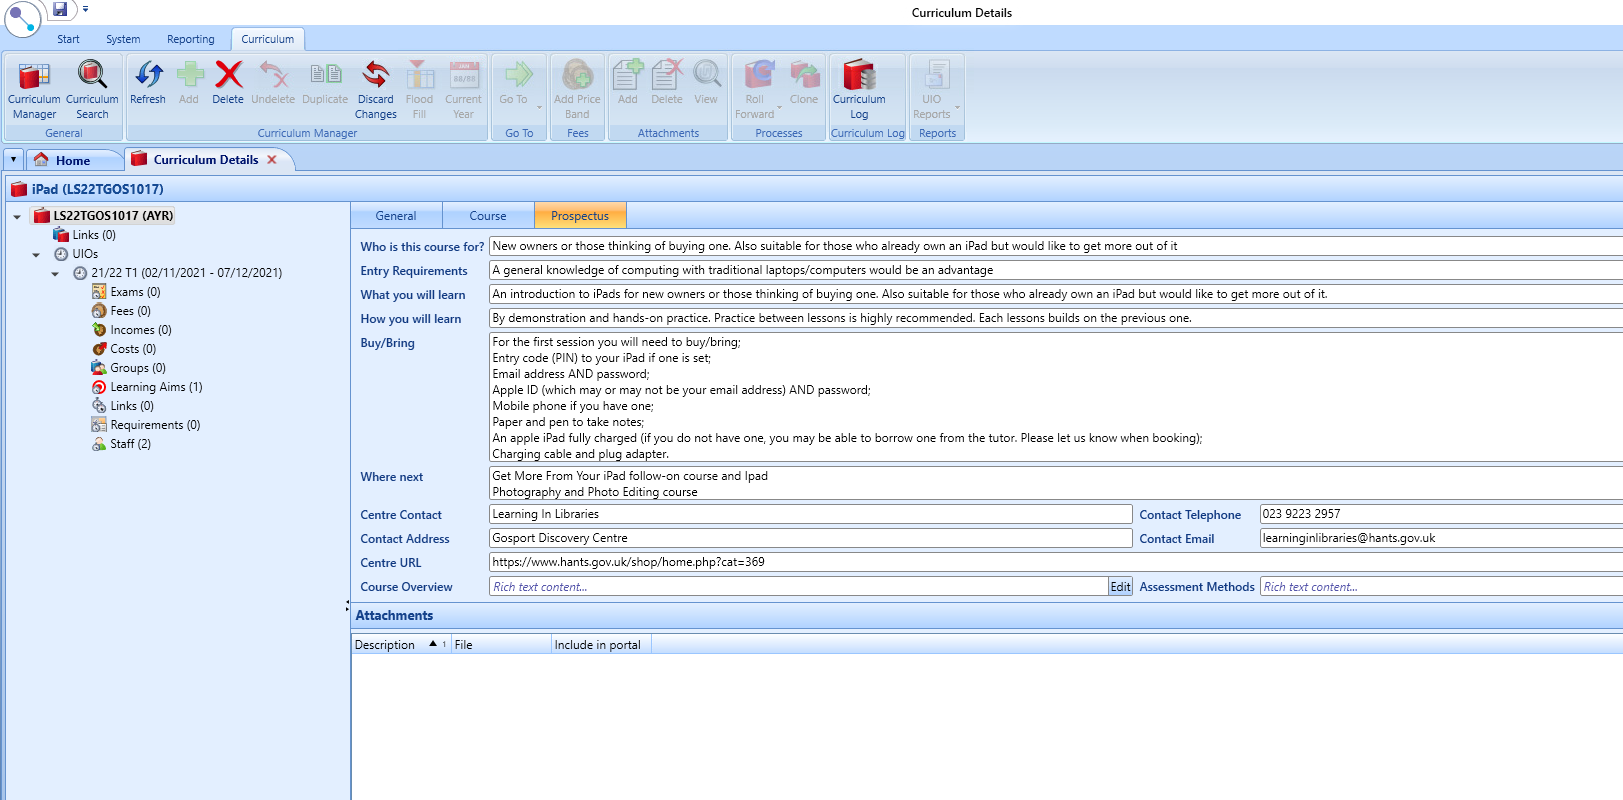 Curriculum Details
Start System Reporting Curriculum
Curriculum Manager
Curriculum Search
General
Refresh
Add
Delete
Undelete
Duplicate
Discard Changes
Flood Fill
JAN
08/08
Current Year
Curriculum Manager
Go To
Go To
Add Price Band
Fees
Add
Delete
View
Attachments
Roll Forward
Clone
Processes
Curriculum Log
Curriculum Log
UIO Reports
Reports
Home
Curriculum Details
iPad (LS22TGOS1017)
LS22TGOS1017 (AYR)
Links (0)
UIOs
21/22 T1 (02/11/2021 - 07/12/2021)
Exams (0)
Fees (0)
Incomes (0)
Costs (0)
Groups (0)
Learning Aims (1)
Links (0)
Requirements (0)
Staff (2)
General Course Prospectus
Who is this course for? New owners or those thinking of buying one. Also suitable for those who already own an iPad but would like to get more out of it
Entry Requirements A general knowledge of computing with traditional laptops/computers would be an advantage
What you will learn An introduction to iPads for new owners or those thinking of buying one. Also suitable for those who already own an iPad but would like to get more out of it.
How you will learn By demonstration and hands-on practice. Practice between lessons is highly recommended. Each lessons builds on the previous one.
Buy/Bring For the first session you will need to buy/bring;
Entry code (PIN) to your iPad if one is set;
Email address AND password;
Apple ID (which may or may not be your email address) AND password;
Mobile phone if you have one;
Paper and pen to take notes;
An apple iPad fully charged (if you do not have one, you may be able to borrow one from the tutor. Please let us know when booking);
Charging cable and plug adapter.
Where next Get More From Your iPad follow-on course and Ipad
Photography and Photo Editing course
Centre Contact Learning In Libraries Contact Telephone 023 9223 2957
Contact Address Gosport Discovery Centre Contact Email learninginlibraries@hants.gov.uk
Centre URL https://www.hants.gov.uk/shop/home.php?cat=369
Course Overview Rich text content... Edit Assessment Methods Rich text content...
Attachments
Description 1 File Include in portal